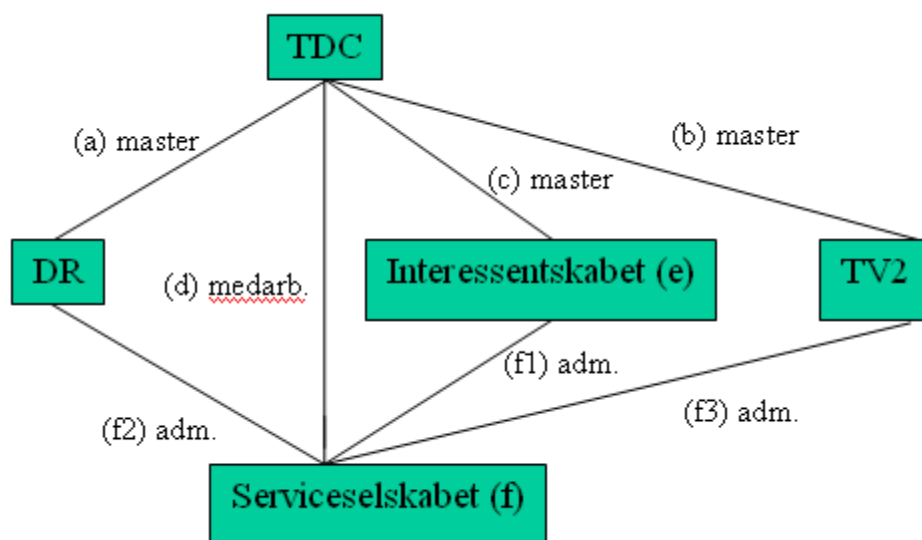 TDC
(a) master
(b) master
(c) master
DR
(d) medarb.
Interessentskabet (e)
TV2
(f1) adm.
(f2) adm.
(f3) adm.
Serviceselskabet (f)